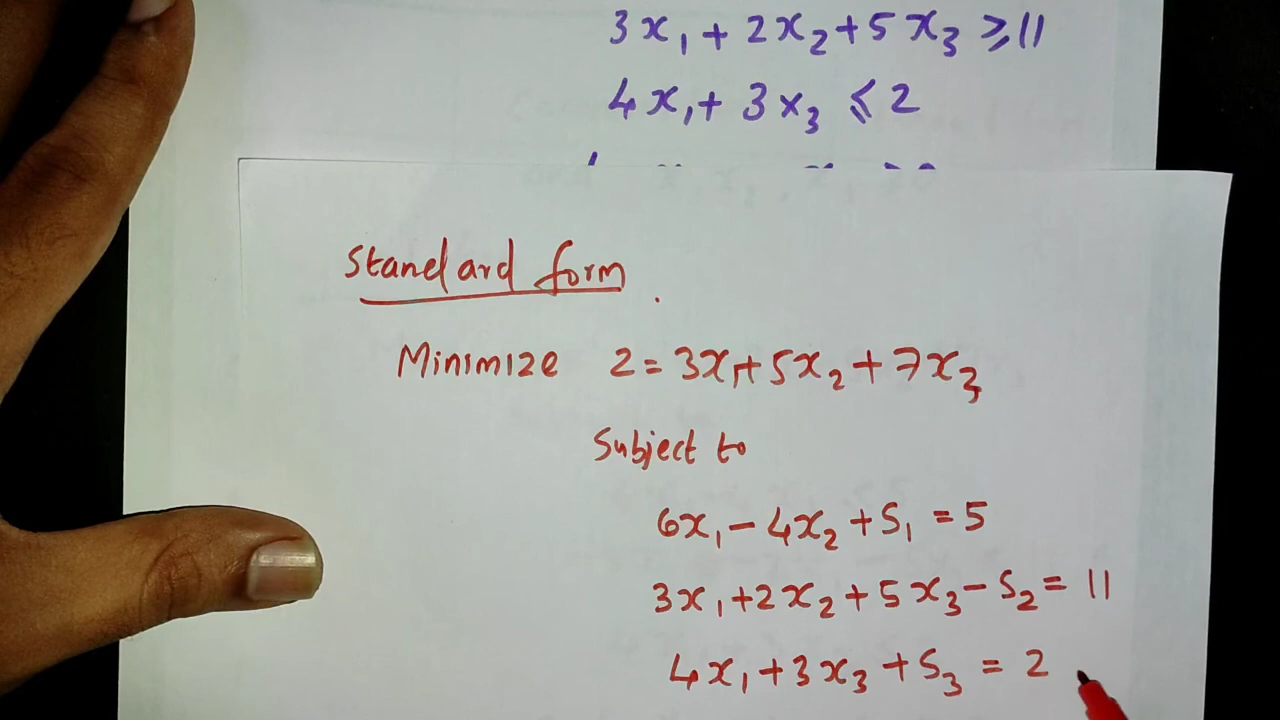 3x₁ + 2x₂ + 5x₃ ≥ 11
4x₁ + 3x₃ ≤ 2
Standard form.
Minimize Z = 3x₁ + 5x₂ + 7x₃
Subject to
6x₁ - 4x₂ + S₁ = 5
3x₁ + 2x₂ + 5x₃ - S₂ = 11
4x₁ + 3x₃ + S₃ = 2